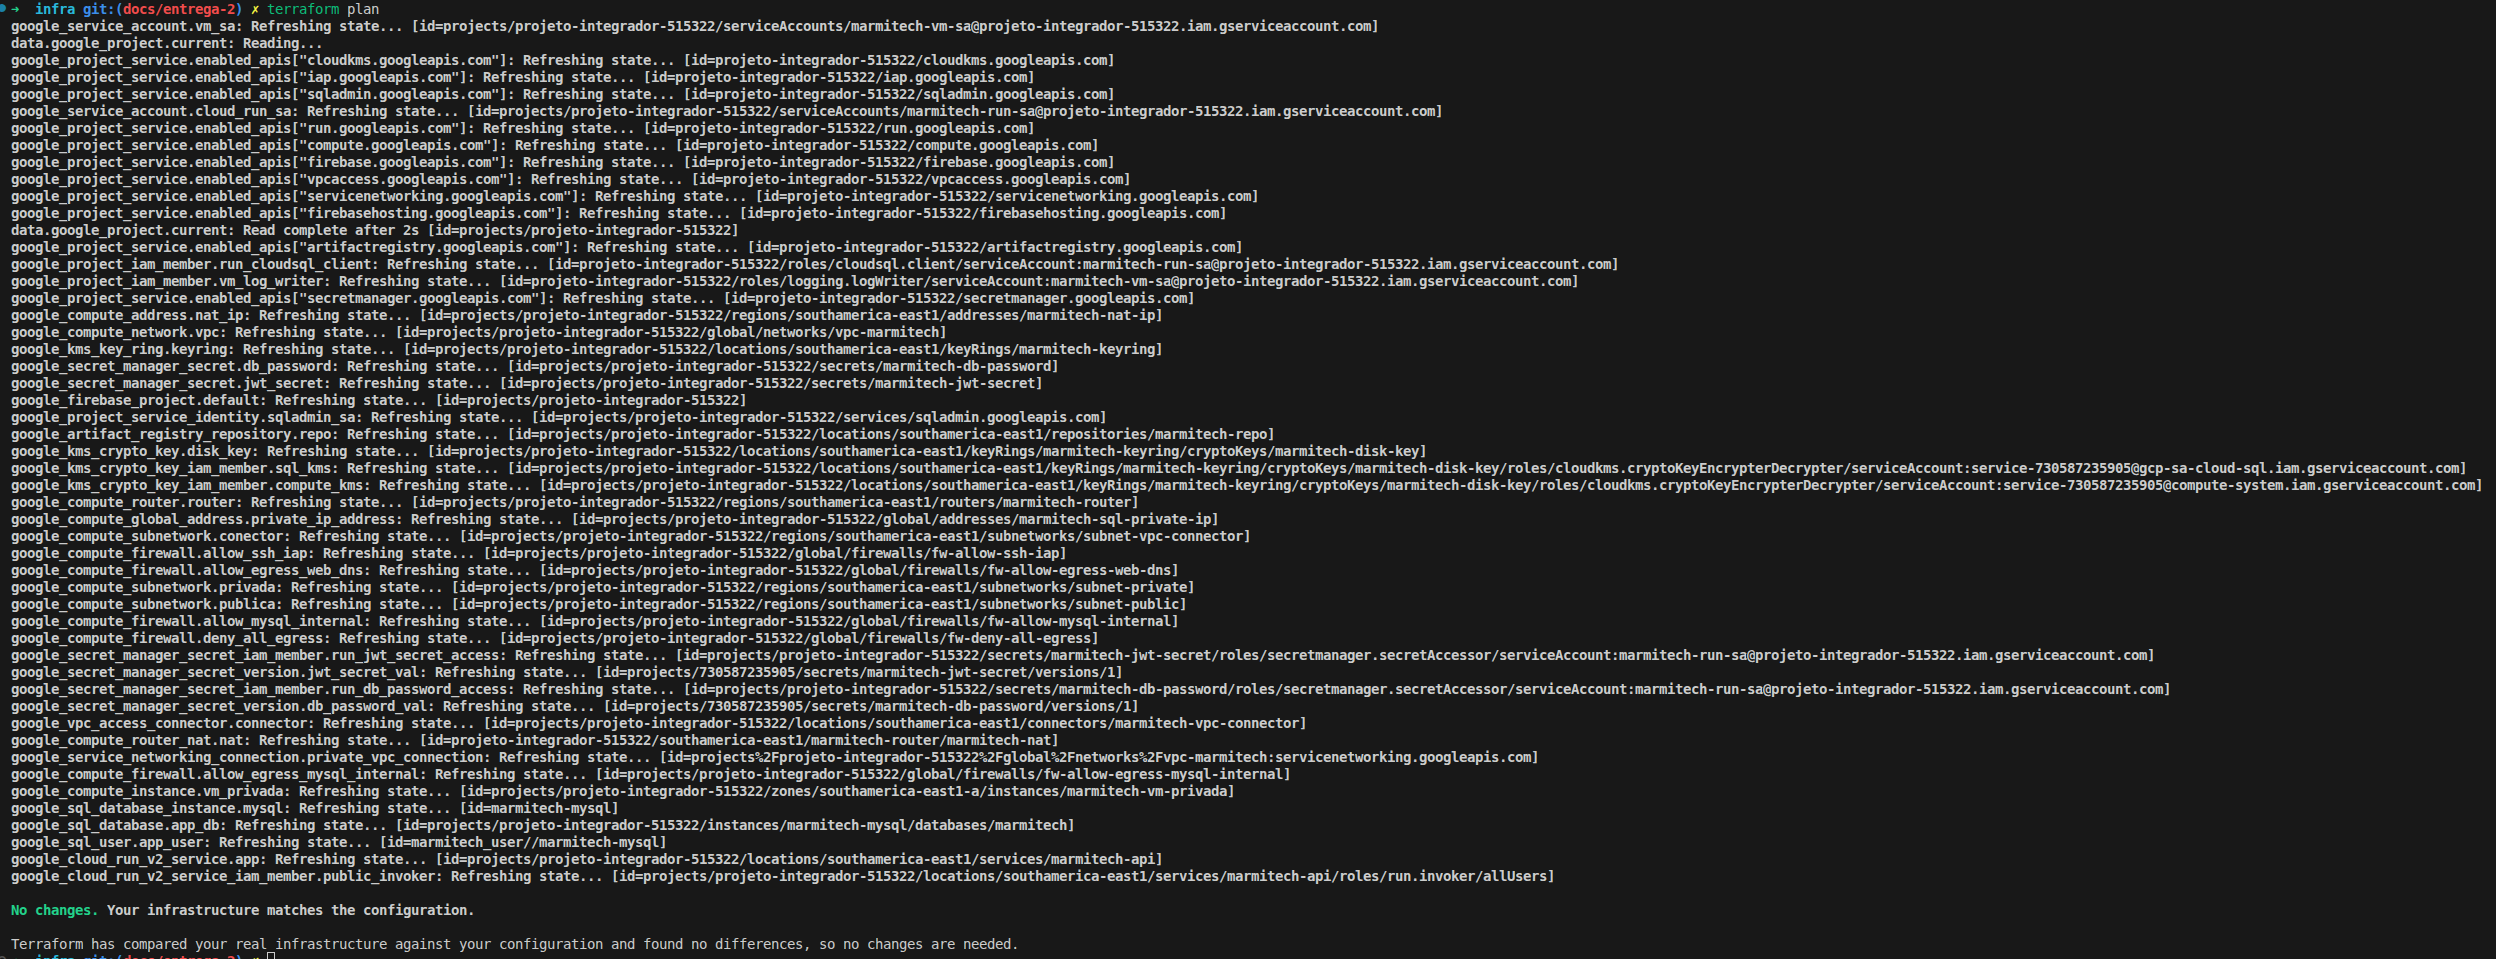 ➜  infra git:(docs/entrega-2) ✗ terraform plan
google_service_account.vm_sa: Refreshing state... [id=projects/projeto-integrador-515322/serviceAccounts/marmitech-vm-sa@projeto-integrador-515322.iam.gserviceaccount.com]
data.google_project.current: Reading...
google_project_service.enabled_apis["cloudkms.googleapis.com"]: Refreshing state... [id=projeto-integrador-515322/cloudkms.googleapis.com]
google_project_service.enabled_apis["iap.googleapis.com"]: Refreshing state... [id=projeto-integrador-515322/iap.googleapis.com]
google_project_service.enabled_apis["sqladmin.googleapis.com"]: Refreshing state... [id=projeto-integrador-515322/sqladmin.googleapis.com]
google_service_account.cloud_run_sa: Refreshing state... [id=projects/projeto-integrador-515322/serviceAccounts/marmitech-run-sa@projeto-integrador-515322.iam.gserviceaccount.com]
google_project_service.enabled_apis["run.googleapis.com"]: Refreshing state... [id=projeto-integrador-515322/run.googleapis.com]
google_project_service.enabled_apis["compute.googleapis.com"]: Refreshing state... [id=projeto-integrador-515322/compute.googleapis.com]
google_project_service.enabled_apis["firebase.googleapis.com"]: Refreshing state... [id=projeto-integrador-515322/firebase.googleapis.com]
google_project_service.enabled_apis["vpcaccess.googleapis.com"]: Refreshing state... [id=projeto-integrador-515322/vpcaccess.googleapis.com]
google_project_service.enabled_apis["servicenetworking.googleapis.com"]: Refreshing state... [id=projeto-integrador-515322/servicenetworking.googleapis.com]
google_project_service.enabled_apis["firebasehosting.googleapis.com"]: Refreshing state... [id=projeto-integrador-515322/firebasehosting.googleapis.com]
data.google_project.current: Read complete after 2s [id=projects/projeto-integrador-515322]
google_project_service.enabled_apis["artifactregistry.googleapis.com"]: Refreshing state... [id=projeto-integrador-515322/artifactregistry.googleapis.com]
google_project_iam_member.run_cloudsql_client: Refreshing state... [id=projeto-integrador-515322/roles/cloudsql.client/serviceAccount:marmitech-run-sa@projeto-integrador-515322.iam.gserviceaccount.com]
google_project_iam_member.vm_log_writer: Refreshing state... [id=projeto-integrador-515322/roles/logging.logWriter/serviceAccount:marmitech-vm-sa@projeto-integrador-515322.iam.gserviceaccount.com]
google_project_service.enabled_apis["secretmanager.googleapis.com"]: Refreshing state... [id=projeto-integrador-515322/secretmanager.googleapis.com]
google_compute_address.nat_ip: Refreshing state... [id=projects/projeto-integrador-515322/regions/southamerica-east1/addresses/marmitech-nat-ip]
google_compute_network.vpc: Refreshing state... [id=projects/projeto-integrador-515322/global/networks/vpc-marmitech]
google_kms_key_ring.keyring: Refreshing state... [id=projects/projeto-integrador-515322/locations/southamerica-east1/keyRings/marmitech-keyring]
google_secret_manager_secret.db_password: Refreshing state... [id=projects/projeto-integrador-515322/secrets/marmitech-db-password]
google_secret_manager_secret.jwt_secret: Refreshing state... [id=projects/projeto-integrador-515322/secrets/marmitech-jwt-secret]
google_firebase_project.default: Refreshing state... [id=projects/projeto-integrador-515322]
google_project_service_identity.sqladmin_sa: Refreshing state... [id=projects/projeto-integrador-515322/services/sqladmin.googleapis.com]
google_artifact_registry_repository.repo: Refreshing state... [id=projects/projeto-integrador-515322/locations/southamerica-east1/repositories/marmitech-repo]
google_kms_crypto_key.disk_key: Refreshing state... [id=projects/projeto-integrador-515322/locations/southamerica-east1/keyRings/marmitech-keyring/cryptoKeys/marmitech-disk-key]
google_kms_crypto_key_iam_member.sql_kms: Refreshing state... [id=projects/projeto-integrador-515322/locations/southamerica-east1/keyRings/marmitech-keyring/cryptoKeys/marmitech-disk-key/roles/cloudkms.cryptoKeyEncrypterDecrypter/serviceAccount:service-730587235905@gcp-sa-cloud-sql.iam.gserviceaccount.com]
google_kms_crypto_key_iam_member.compute_kms: Refreshing state... [id=projects/projeto-integrador-515322/locations/southamerica-east1/keyRings/marmitech-keyring/cryptoKeys/marmitech-disk-key/roles/cloudkms.cryptoKeyEncrypterDecrypter/serviceAccount:service-730587235905@compute-system.iam.gserviceaccount.com]
google_compute_router.router: Refreshing state... [id=projects/projeto-integrador-515322/regions/southamerica-east1/routers/marmitech-router]
google_compute_global_address.private_ip_address: Refreshing state... [id=projects/projeto-integrador-515322/global/addresses/marmitech-sql-private-ip]
google_compute_subnetwork.conector: Refreshing state... [id=projects/projeto-integrador-515322/regions/southamerica-east1/subnetworks/subnet-vpc-connector]
google_compute_firewall.allow_ssh_iap: Refreshing state... [id=projects/projeto-integrador-515322/global/firewalls/fw-allow-ssh-iap]
google_compute_firewall.allow_egress_web_dns: Refreshing state... [id=projects/projeto-integrador-515322/global/firewalls/fw-allow-egress-web-dns]
google_compute_subnetwork.privada: Refreshing state... [id=projects/projeto-integrador-515322/regions/southamerica-east1/subnetworks/subnet-private]
google_compute_subnetwork.publica: Refreshing state... [id=projects/projeto-integrador-515322/regions/southamerica-east1/subnetworks/subnet-public]
google_compute_firewall.allow_mysql_internal: Refreshing state... [id=projects/projeto-integrador-515322/global/firewalls/fw-allow-mysql-internal]
google_compute_firewall.deny_all_egress: Refreshing state... [id=projects/projeto-integrador-515322/global/firewalls/fw-deny-all-egress]
google_secret_manager_secret_iam_member.run_jwt_secret_access: Refreshing state... [id=projects/projeto-integrador-515322/secrets/marmitech-jwt-secret/roles/secretmanager.secretAccessor/serviceAccount:marmitech-run-sa@projeto-integrador-515322.iam.gserviceaccount.com]
google_secret_manager_secret_version.jwt_secret_val: Refreshing state... [id=projects/730587235905/secrets/marmitech-jwt-secret/versions/1]
google_secret_manager_secret_iam_member.run_db_password_access: Refreshing state... [id=projects/projeto-integrador-515322/secrets/marmitech-db-password/roles/secretmanager.secretAccessor/serviceAccount:marmitech-run-sa@projeto-integrador-515322.iam.gserviceaccount.com]
google_secret_manager_secret_version.db_password_val: Refreshing state... [id=projects/730587235905/secrets/marmitech-db-password/versions/1]
google_vpc_access_connector.connector: Refreshing state... [id=projects/projeto-integrador-515322/locations/southamerica-east1/connectors/marmitech-vpc-connector]
google_compute_router_nat.nat: Refreshing state... [id=projeto-integrador-515322/southamerica-east1/marmitech-router/marmitech-nat]
google_service_networking_connection.private_vpc_connection: Refreshing state... [id=projects%2Fprojeto-integrador-515322%2Fglobal%2Fnetworks%2Fvpc-marmitech:servicenetworking.googleapis.com]
google_compute_firewall.allow_egress_mysql_internal: Refreshing state... [id=projects/projeto-integrador-515322/global/firewalls/fw-allow-egress-mysql-internal]
google_compute_instance.vm_privada: Refreshing state... [id=projects/projeto-integrador-515322/zones/southamerica-east1-a/instances/marmitech-vm-privada]
google_sql_database_instance.mysql: Refreshing state... [id=marmitech-mysql]
google_sql_database.app_db: Refreshing state... [id=projects/projeto-integrador-515322/instances/marmitech-mysql/databases/marmitech]
google_sql_user.app_user: Refreshing state... [id=marmitech_user//marmitech-mysql]
google_cloud_run_v2_service.app: Refreshing state... [id=projects/projeto-integrador-515322/locations/southamerica-east1/services/marmitech-api]
google_cloud_run_v2_service_iam_member.public_invoker: Refreshing state... [id=projects/projeto-integrador-515322/locations/southamerica-east1/services/marmitech-api/roles/run.invoker/allUsers]
No changes. Your infrastructure matches the configuration.
Terraform has compared your real infrastructure against your configuration and found no differences, so no changes are needed.
infra git:(docs/entrega-2) ✗